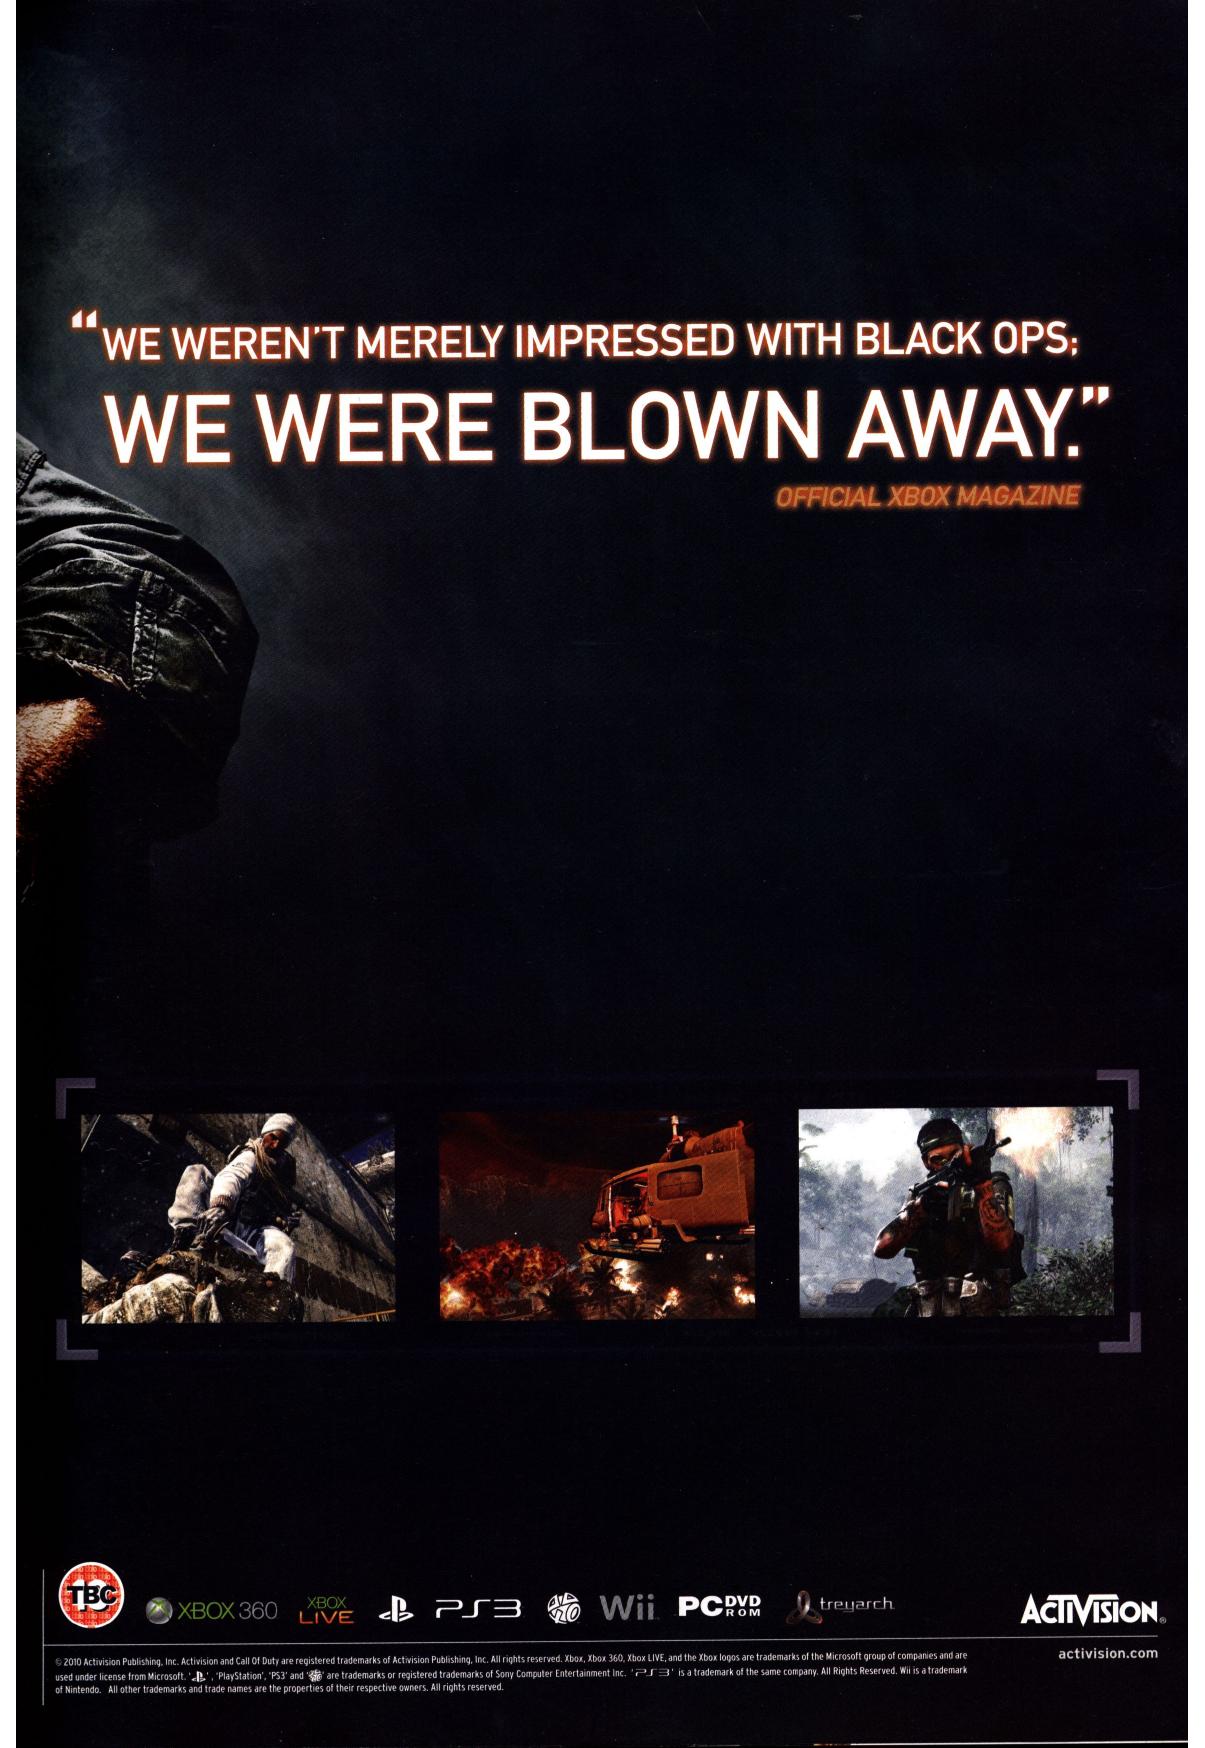 “WE WEREN'T MERELY IMPRESSED WITH BLACK OPS;
WE WERE BLOWN AWAY.”
OFFICIAL XBOX MAGAZINE
TBC
XBOX 360
XBOX
LIVE
PS3
Wii
PC DVD
ROM
treyarch
ACTIVISION®
© 2010 Activision Publishing, Inc. Activision and Call Of Duty are registered trademarks of Activision Publishing, Inc. All rights reserved. Xbox, Xbox 360, Xbox LIVE, and the Xbox logos are trademarks of the Microsoft group of companies and are
used under license from Microsoft. ' ', 'PlayStation', 'PS3' and ' ' are trademarks or registered trademarks of Sony Computer Entertainment Inc. 'PS3' is a trademark of the same company. All Rights Reserved. Wii is a trademark
of Nintendo. All other trademarks and trade names are the properties of their respective owners. All rights reserved.
activision.com